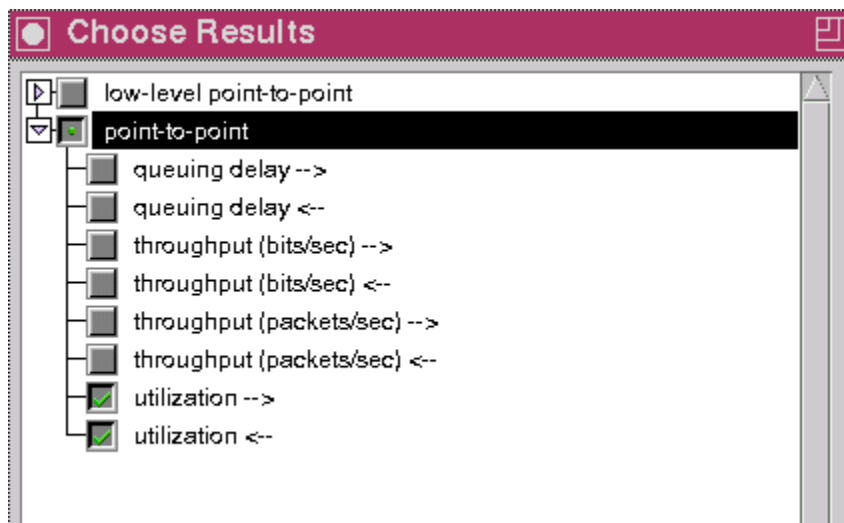 Choose Results
low-level point-to-point
point-to-point
queuing delay -->
queuing delay <--
throughput (bits/sec) -->
throughput (bits/sec) <--
throughput (packets/sec) -->
throughput (packets/sec) <--
utilization -->
utilization <--